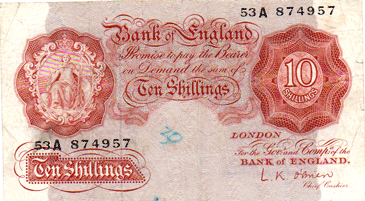 53A 874957
Bank of England
Promise to pay the Bearer
on Demand the sum of
Ten Shillings
10
SHILLINGS
53A 874957
LONDON
For the Govr. and Compa. of the
BANK OF ENGLAND.
Ten Shillings
L.K. O'Brien
Chief Cashier